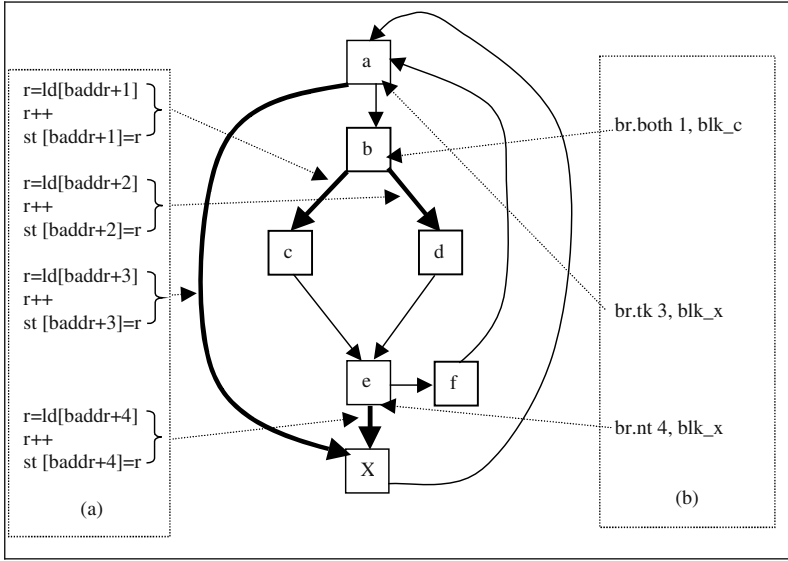 r=ld[baddr+1]
r++
st [baddr+1]=r
r=ld[baddr+2]
r++
st [baddr+2]=r
r=ld[baddr+3]
r++
st [baddr+3]=r
r=ld[baddr+4]
r++
st [baddr+4]=r
(a)
a
b
c
d
e
f
X
br.both 1, blk_c
br.tk 3, blk_x
br.nt 4, blk_x
(b)